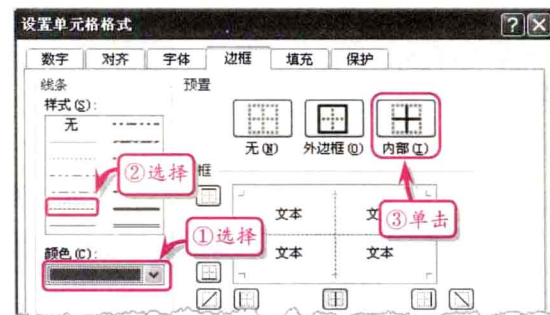 设置单元格格式
数字 对齐 字体 边框 填充 保护
线条
样式(S):
无
预置
无(N) 外边框(O) 内部(I)
②选择
框
文本 文
③单击
①选择
文本 文本
颜色(C):